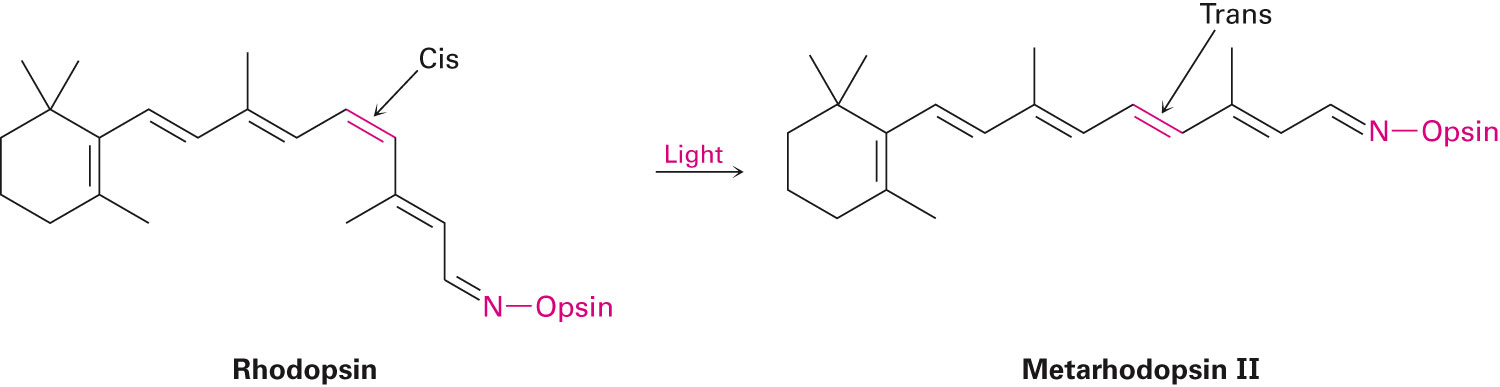 Cis
N—Opsin
Light
Trans
N—Opsin
Rhodopsin
Metarhodopsin II